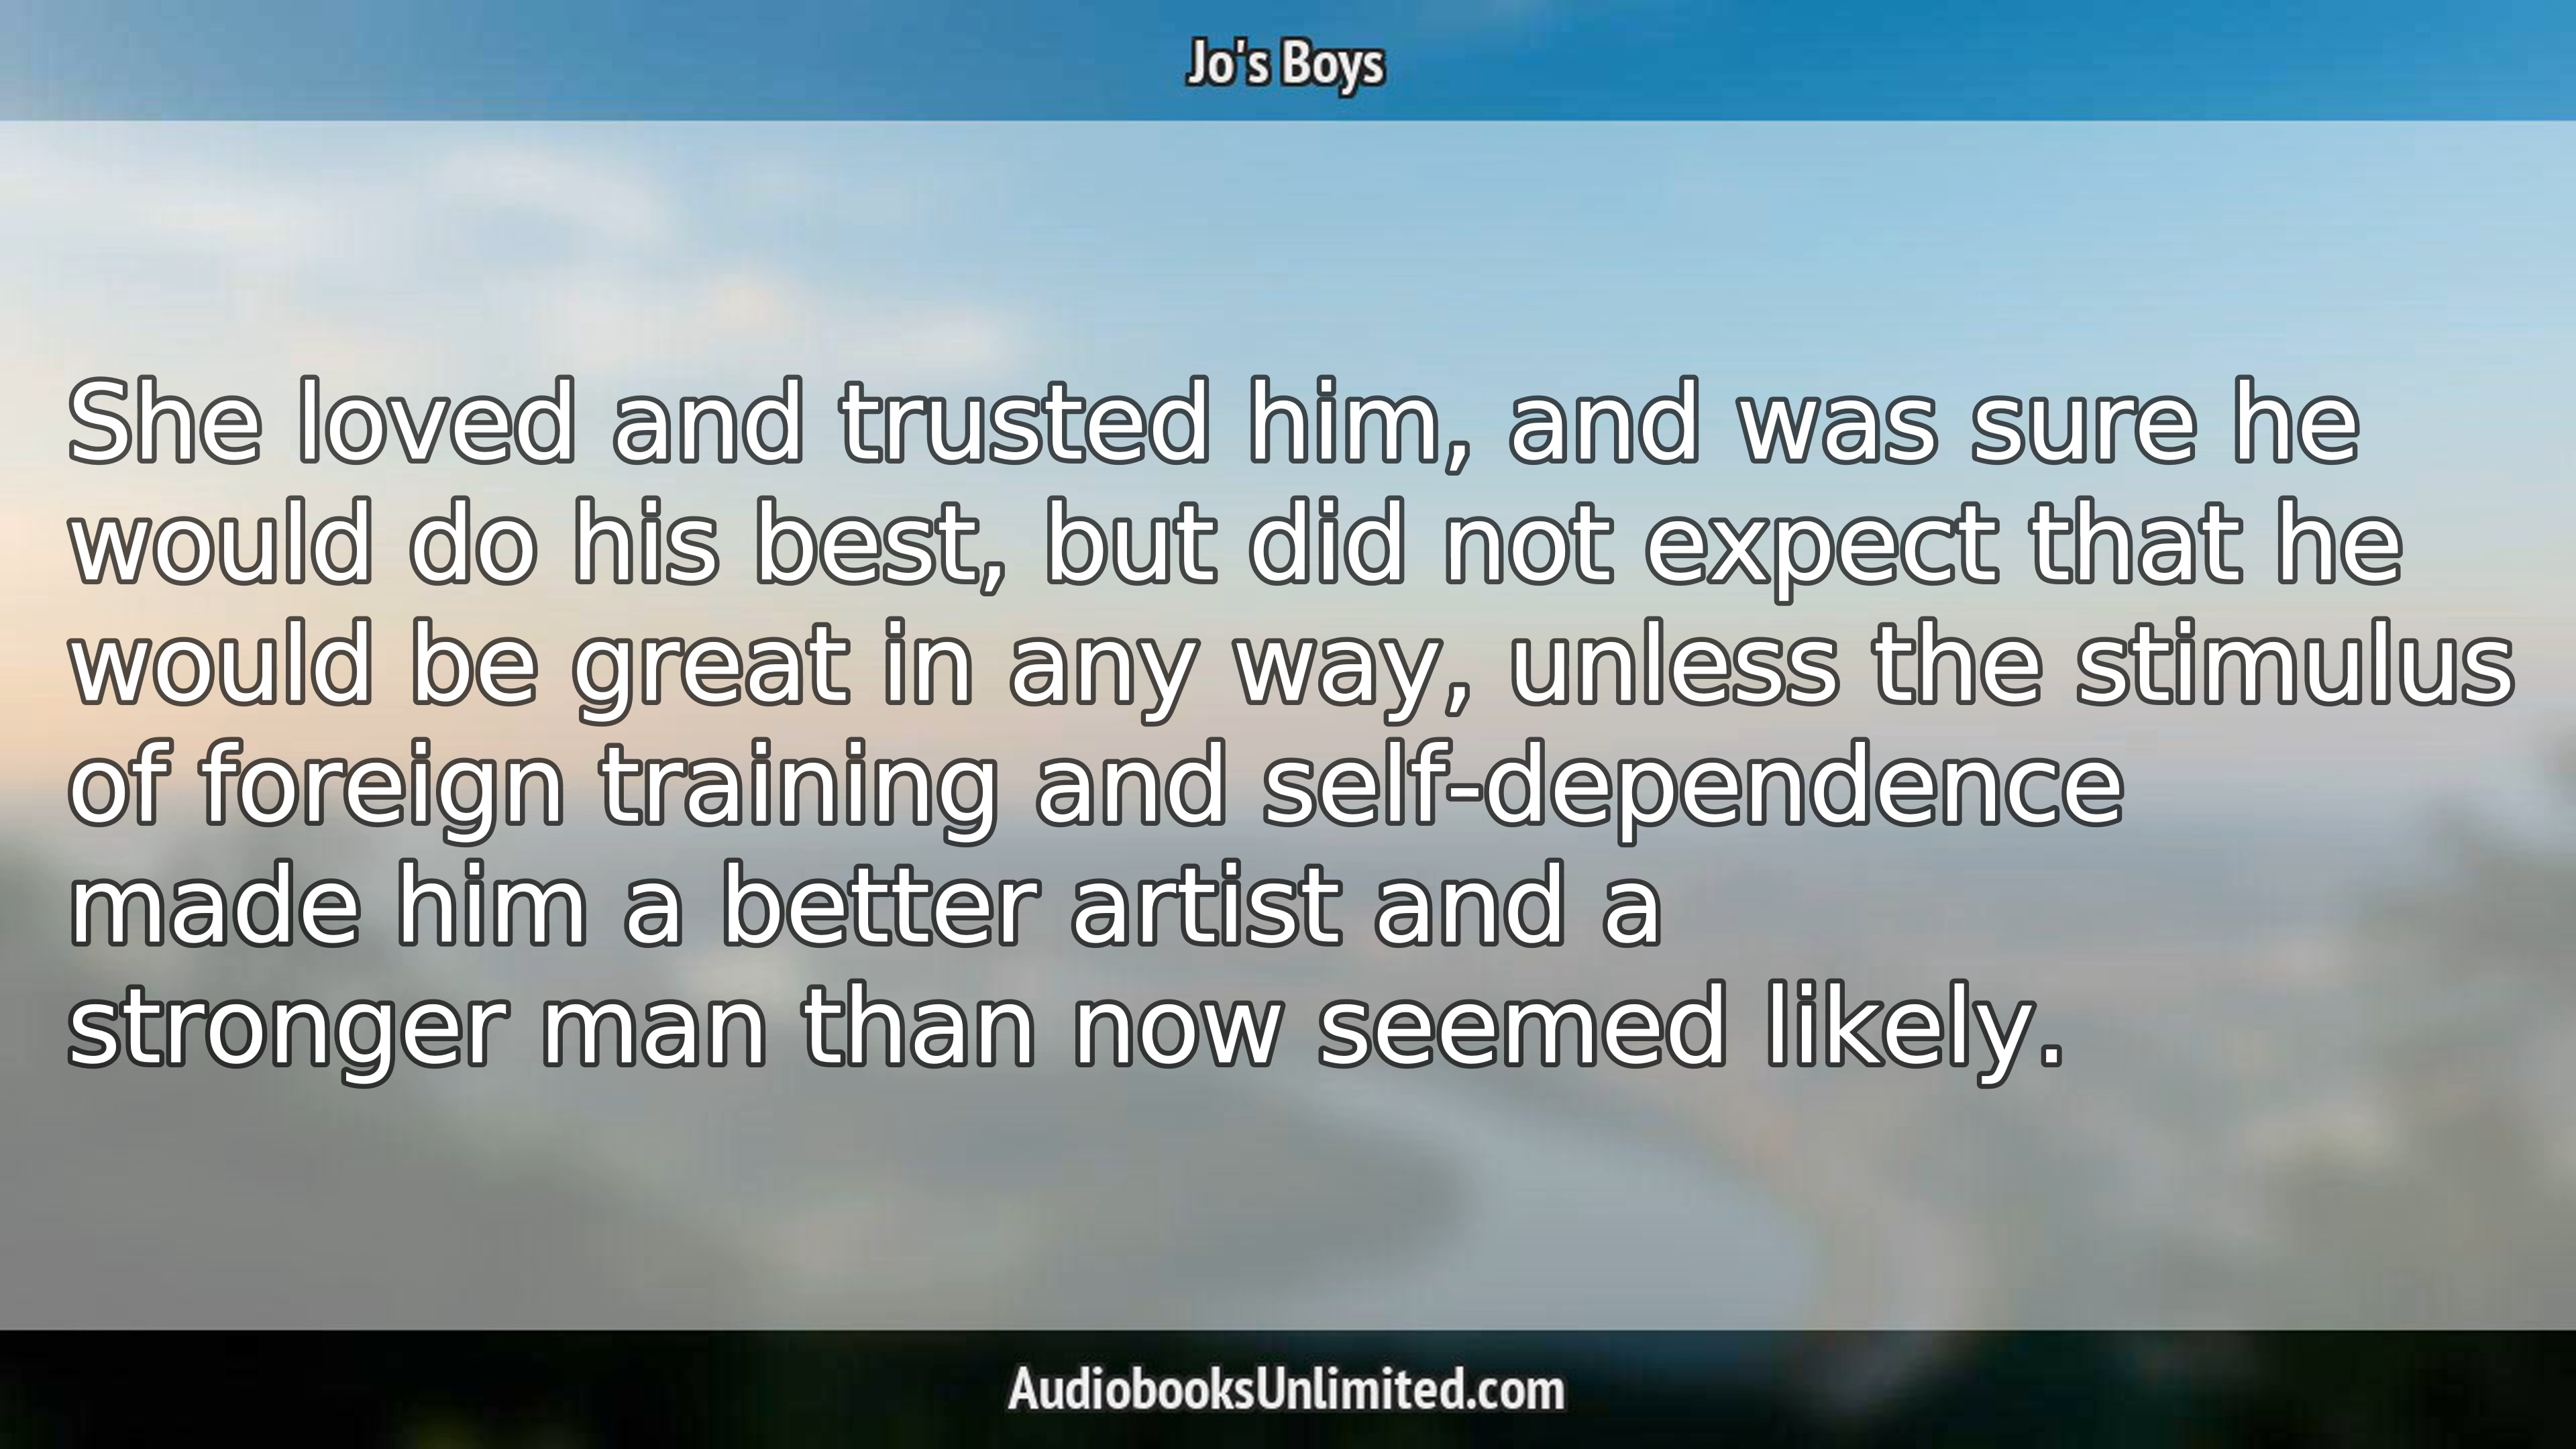 Jo's Boys
She loved and trusted him, and was sure he
would do his best, but did not expect that he
would be great in any way, unless the stimulus
of foreign training and self-dependence
made him a better artist and a
stronger man than now seemed likely.
AudiobooksUnlimited.com